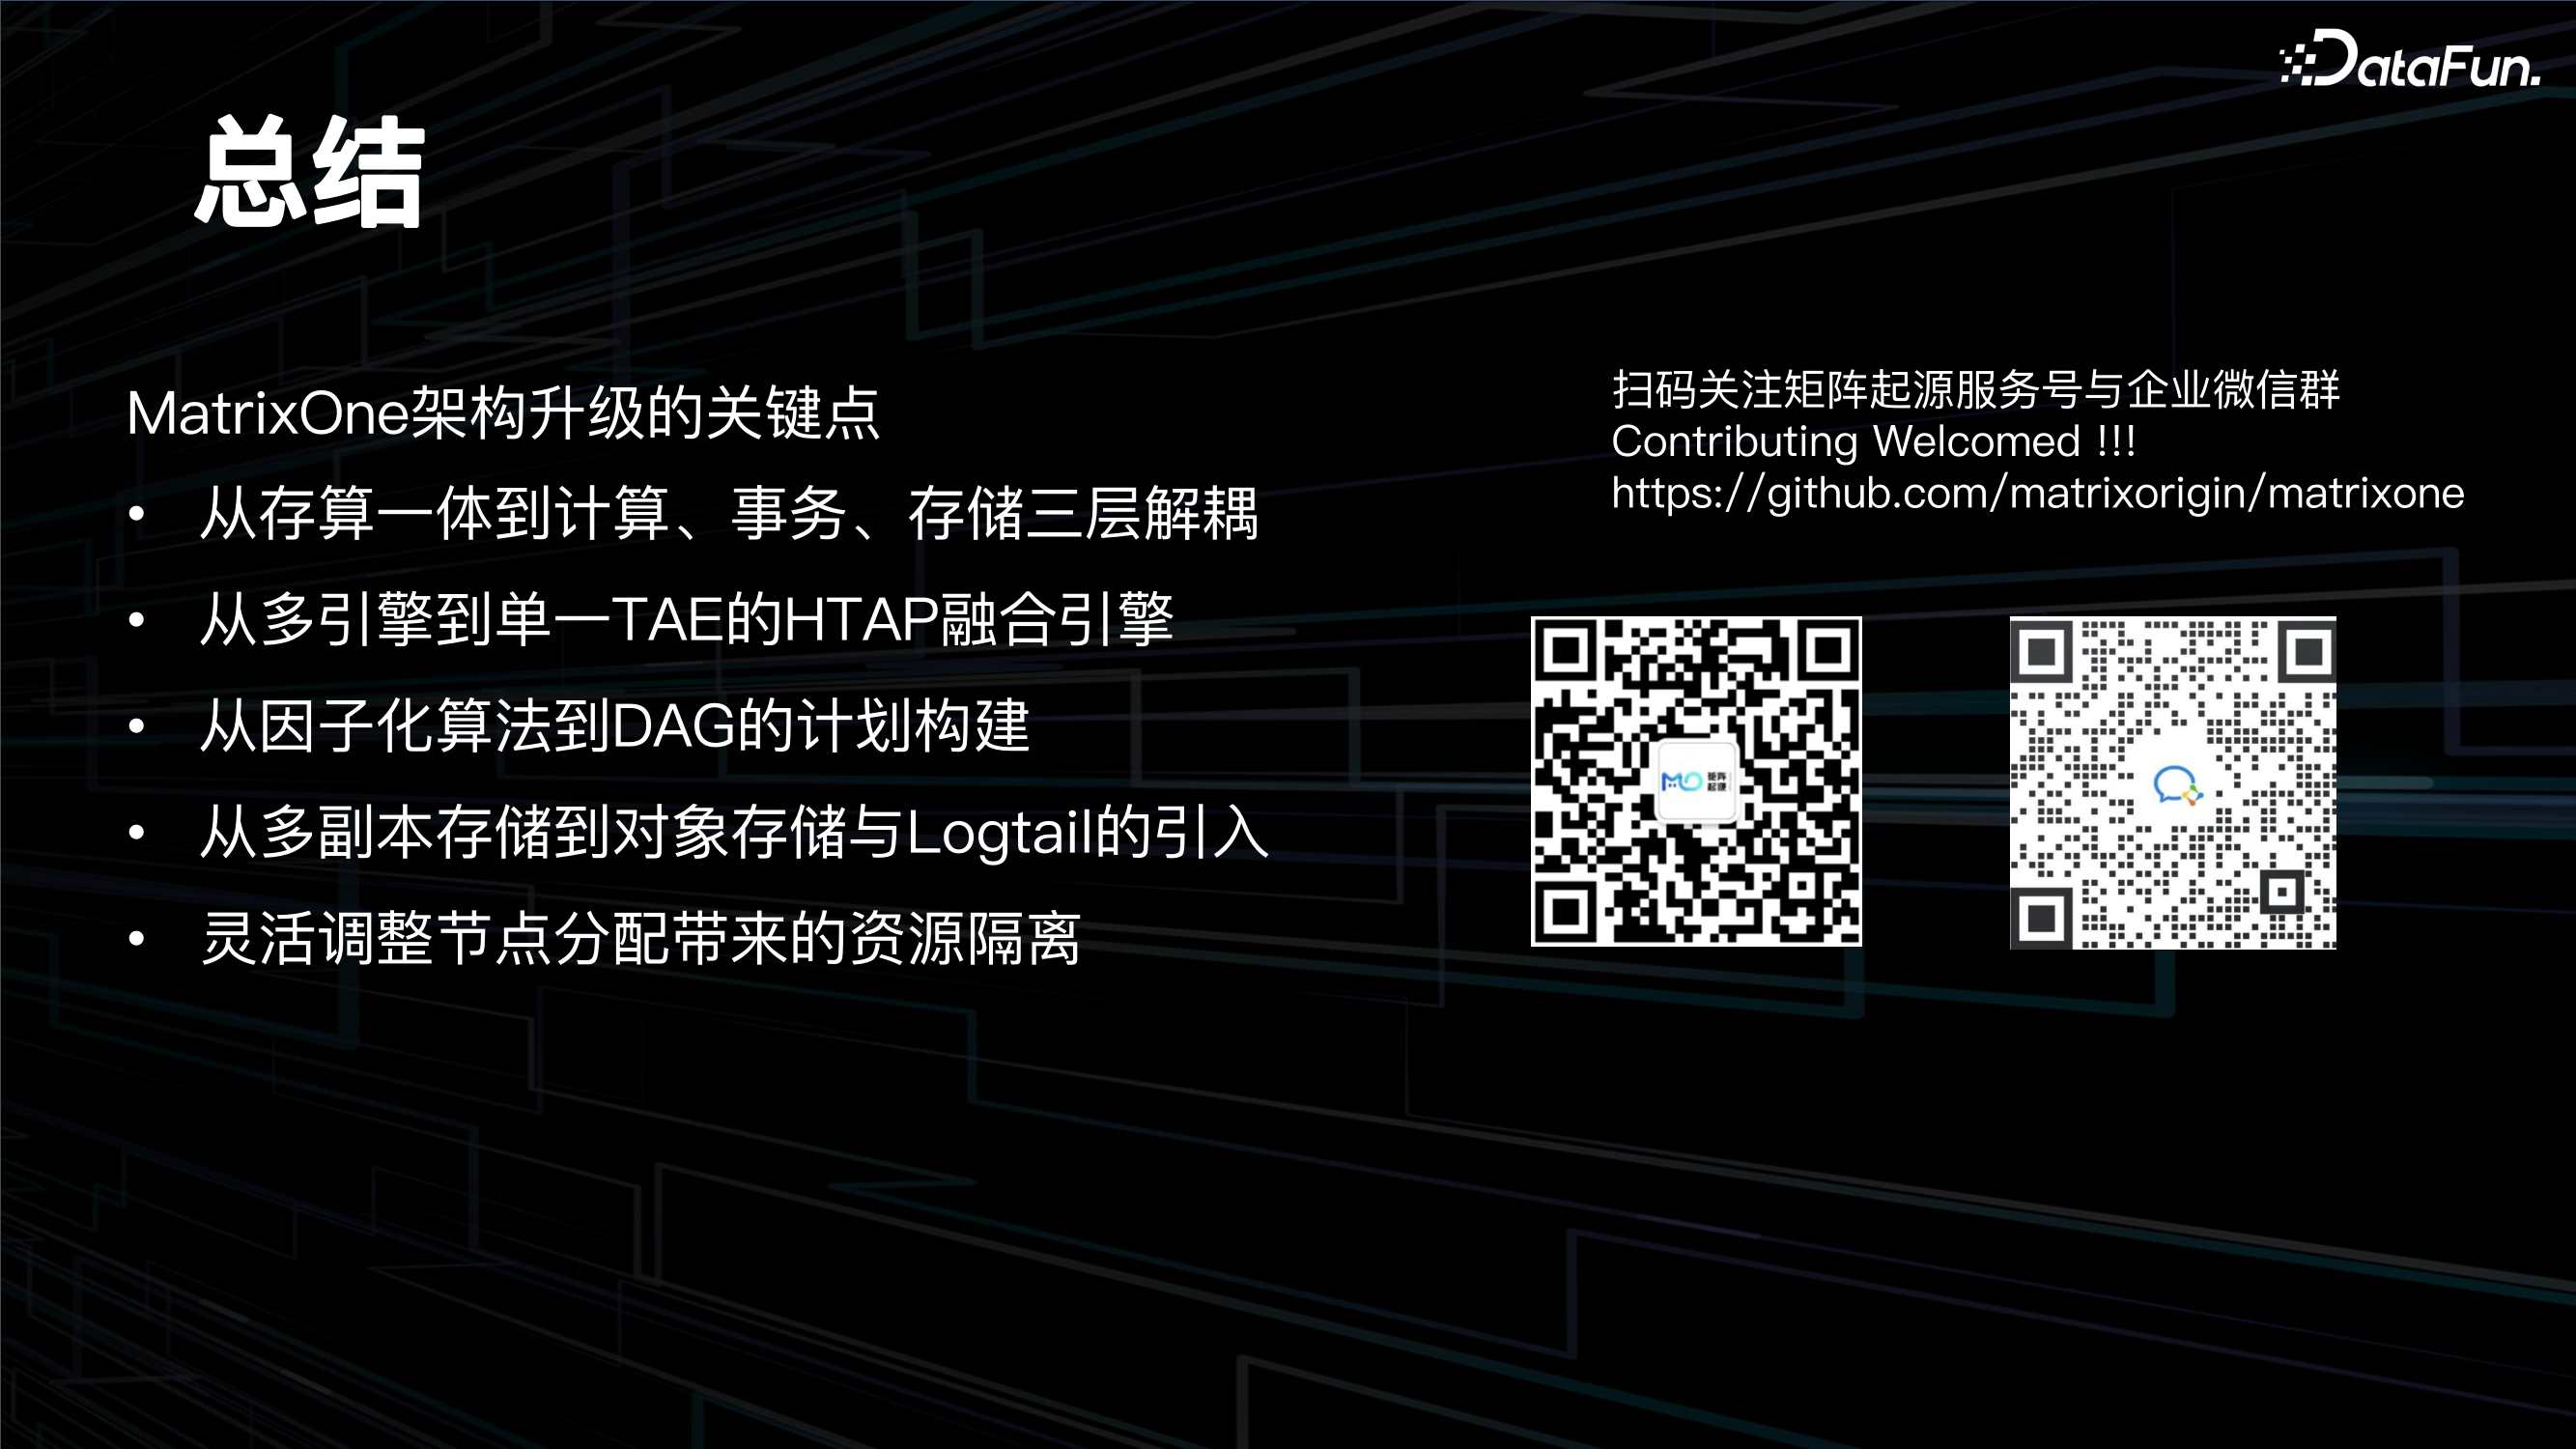 DataFun.
总结
MatrixOne架构升级的关键点
• 从存算一体到计算、事务、存储三层解耦
• 从多引擎到单一TAE的HTAP融合引擎
• 从因子化算法到DAG的计划构建
• 从多副本存储到对象存储与Logtail的引入
• 灵活调整节点分配带来的资源隔离
扫码关注矩阵起源服务号与企业微信群
Contributing Welcomed !!!
https://github.com/matrixorigin/matrixone
矩阵
起源